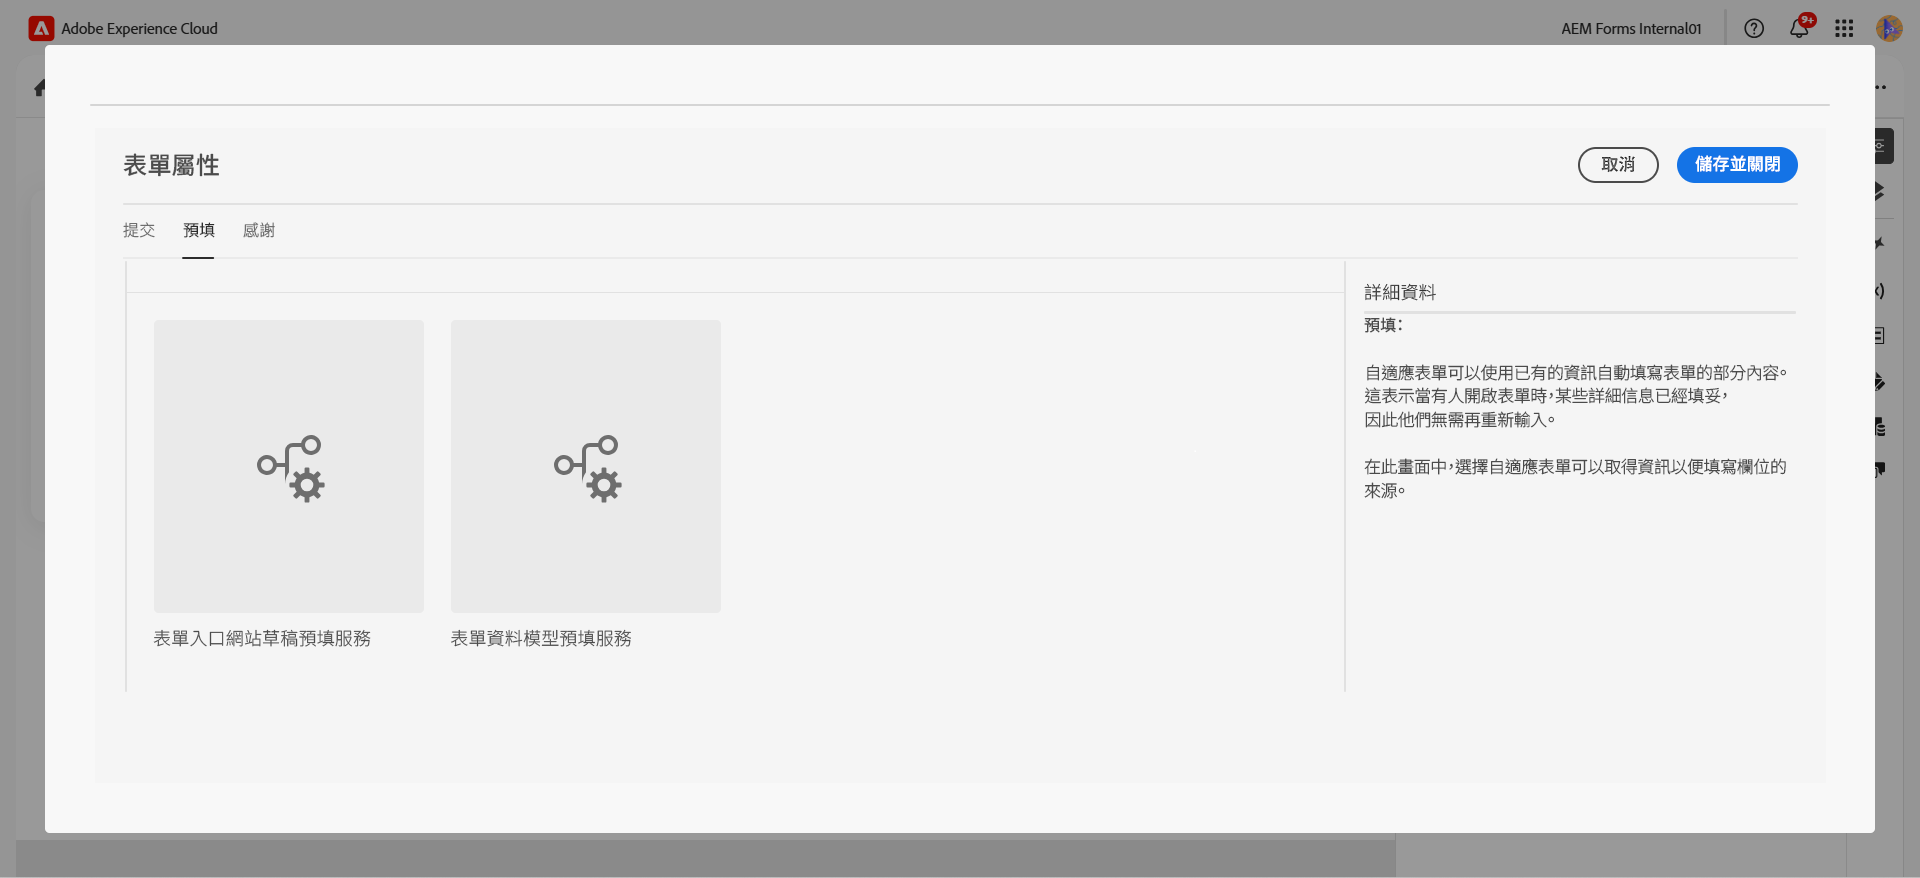 Adobe Experience Cloud
AEM Forms Internal01
9+
表單屬性
取消
儲存並關閉
提交
預填
感謝
表單入口網站草稿預填服務
表單資料模型預填服務
詳細資料
預填：
自適應表單可以使用已有的資訊自動填寫表單的部分內容。
這表示當有人開啟表單時，某些詳細信息已經填妥，
因此他們無需再重新輸入。
在此畫面中，選擇自適應表單可以取得資訊以便填寫欄位的
來源。